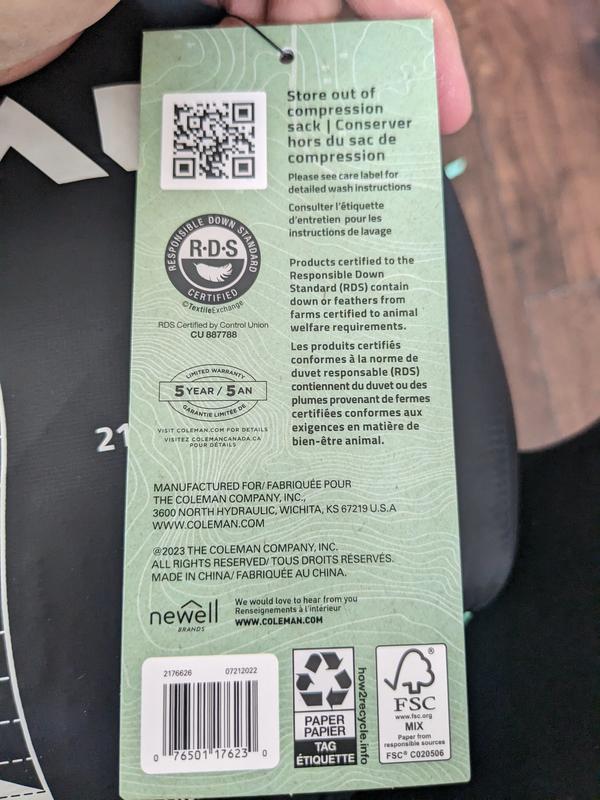 Store out of
compression
sack | Conserver
hors du sac de
compression
Please see care label for
detailed wash instructions
Consulter l'étiquette
d'entretien pour les
instructions de lavage
RESPONSIBLE DOWN STANDARD
R·D·S
CERTIFIED
©TextileExchange
RDS Certified by Control Union
CU 887788
Products certified to the
Responsible Down
Standard (RDS) contain
down or feathers from
farms certified to animal
welfare requirements.
Les produits certifiés
conformes à la norme de
duvet responsable (RDS)
contiennent du duvet ou des
plumes provenant de fermes
certifiées conformes aux
exigences en matière de
bien-être animal.
LIMITED WARRANTY
5 YEAR / 5 AN
GARANTIE LIMITÉE DE
VISIT COLEMAN.COM FOR DETAILS
VISITEZ COLEMANCANADA.CA
POUR DÉTAILS
21
MANUFACTURED FOR/ FABRIQUÉE POUR
THE COLEMAN COMPANY, INC.,
3600 NORTH HYDRAULIC, WICHITA, KS 67219 U.S.A
WWW.COLEMAN.COM
@2023 THE COLEMAN COMPANY, INC.
ALL RIGHTS RESERVED/ TOUS DROITS RÉSERVÉS.
MADE IN CHINA/ FABRIQUÉE AU CHINA.
newell
BRANDS
We would love to hear from you
Renseignements à l'intérieur
WWW.COLEMAN.COM
2176626 07212022
0 76501 17623 0
PAPER
PAPIER
TAG
ÉTIQUETTE
how2recycle.info
®
FSC
www.fsc.org
MIX
Paper from
responsible sources
FSC® C020506